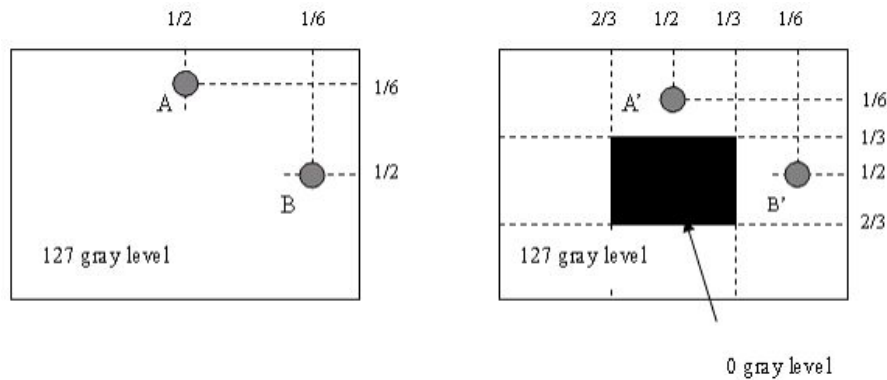 1/2 1/6
1/6
A
1/2
B
127 gray level
2/3 1/2 1/3 1/6
A'
1/6
1/3
1/2
B'
2/3
127 gray level
0 gray level